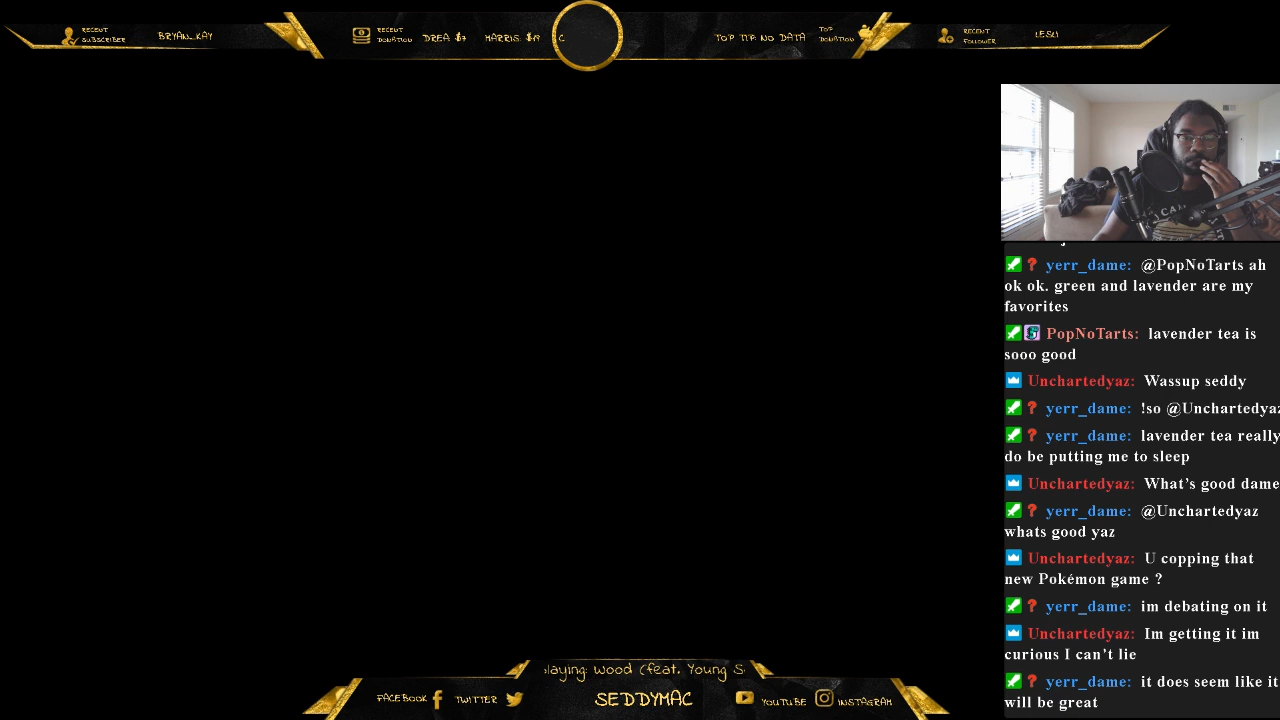 RECENT SUBSCRIBER
BRYAN_KAY
RECENT DONATION
DREA: $7
HARRIS: $19
C
TOP TIP: NO DATA
TOP DONATION
RECENT FOLLOWER
yerr_dame: @PopNoTarts ah
ok ok. green and lavender are my
favorites
PopNoTarts: lavender tea is
sooo good
Unchartedyaz: Wassup seddy
yerr_dame: !so @Unchartedyaz
yerr_dame: lavender tea really
do be putting me to sleep
Unchartedyaz: What's good dame
yerr_dame: @Unchartedyaz
whats good yaz
Unchartedyaz: U copping that
new Pokémon game ?
yerr_dame: im debating on it
Unchartedyaz: Im getting it im
curious I can't lie
yerr_dame: it does seem like it
will be great
laying: Wood (feat. Young S
FACEBOOK
TWITTER
SEDDYMAC
YOUTUBE
INSTAGRAM